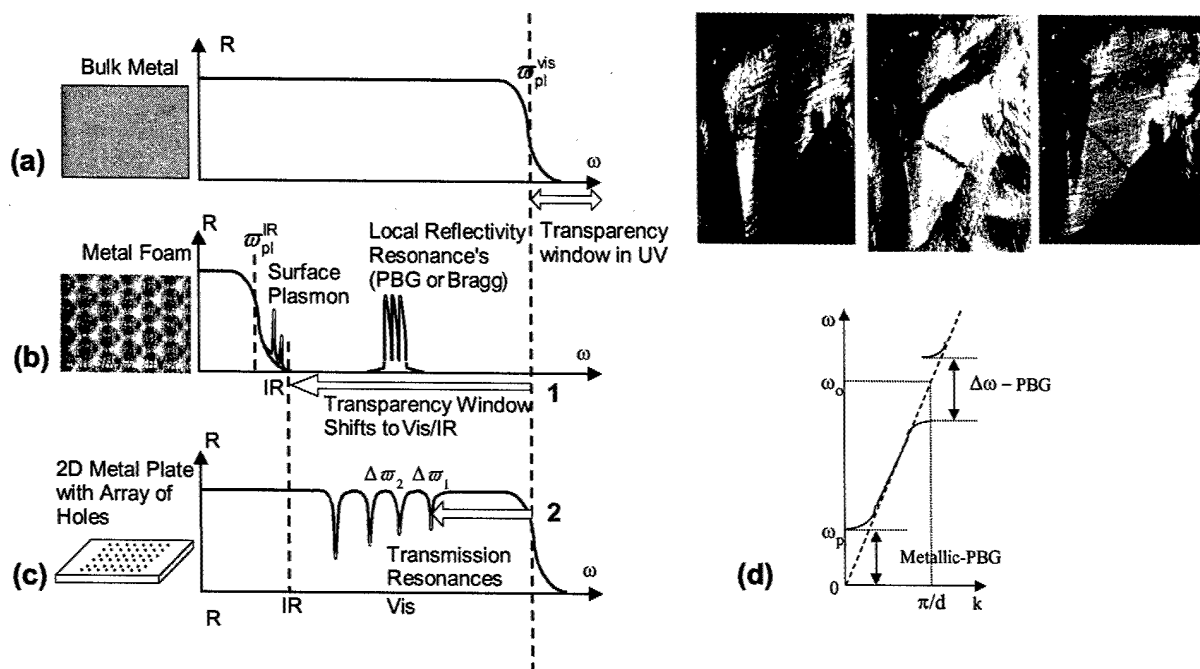 R
Bulk Metal
ϖ_pl^vis
(a)
ω
R
Metal Foam
ϖ_pl^IR
Surface
Plasmon
Local Reflectivity
Resonance's
(PBG or Bragg)
Transparency
window in UV
(b)
ω
IR
1
Transparency Window
Shifts to Vis/IR
R
2D Metal Plate
with Array of
Holes
Δϖ_2 Δϖ_1
2
(c)
Transmission
Resonances
ω
IR
Vis
R
ω
ω_o
Δω – PBG
ω_p
Metallic-PBG
(d)
0
π/d
k